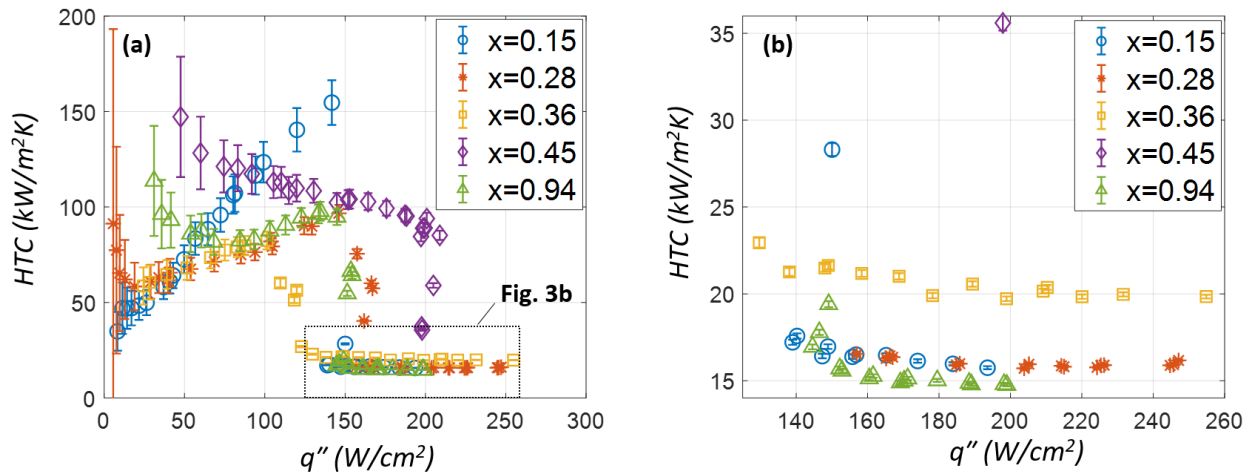 (a)
200
150
100
50
0
HTC (kW/m²K)
0 50 100 150 200 250 300
q″ (W/cm²)
x=0.15
x=0.28
x=0.36
x=0.45
x=0.94
Fig. 3b
(b)
35
30
25
20
15
HTC (kW/m²K)
140 160 180 200 220 240 260
q″ (W/cm²)
x=0.15
x=0.28
x=0.36
x=0.45
x=0.94